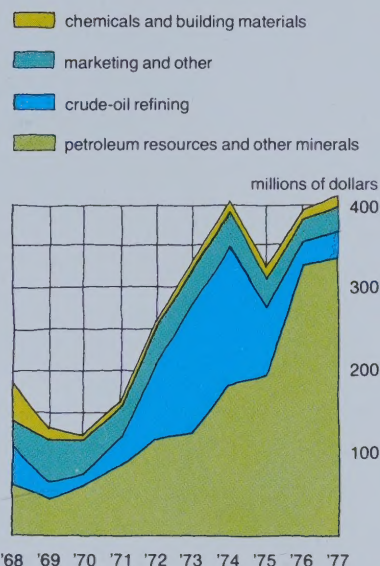 chemicals and building materials
marketing and other
crude-oil refining
petroleum resources and other minerals
millions of dollars
400
300
200
100
'68 '69 '70 '71 '72 '73 '74 '75 '76 '77